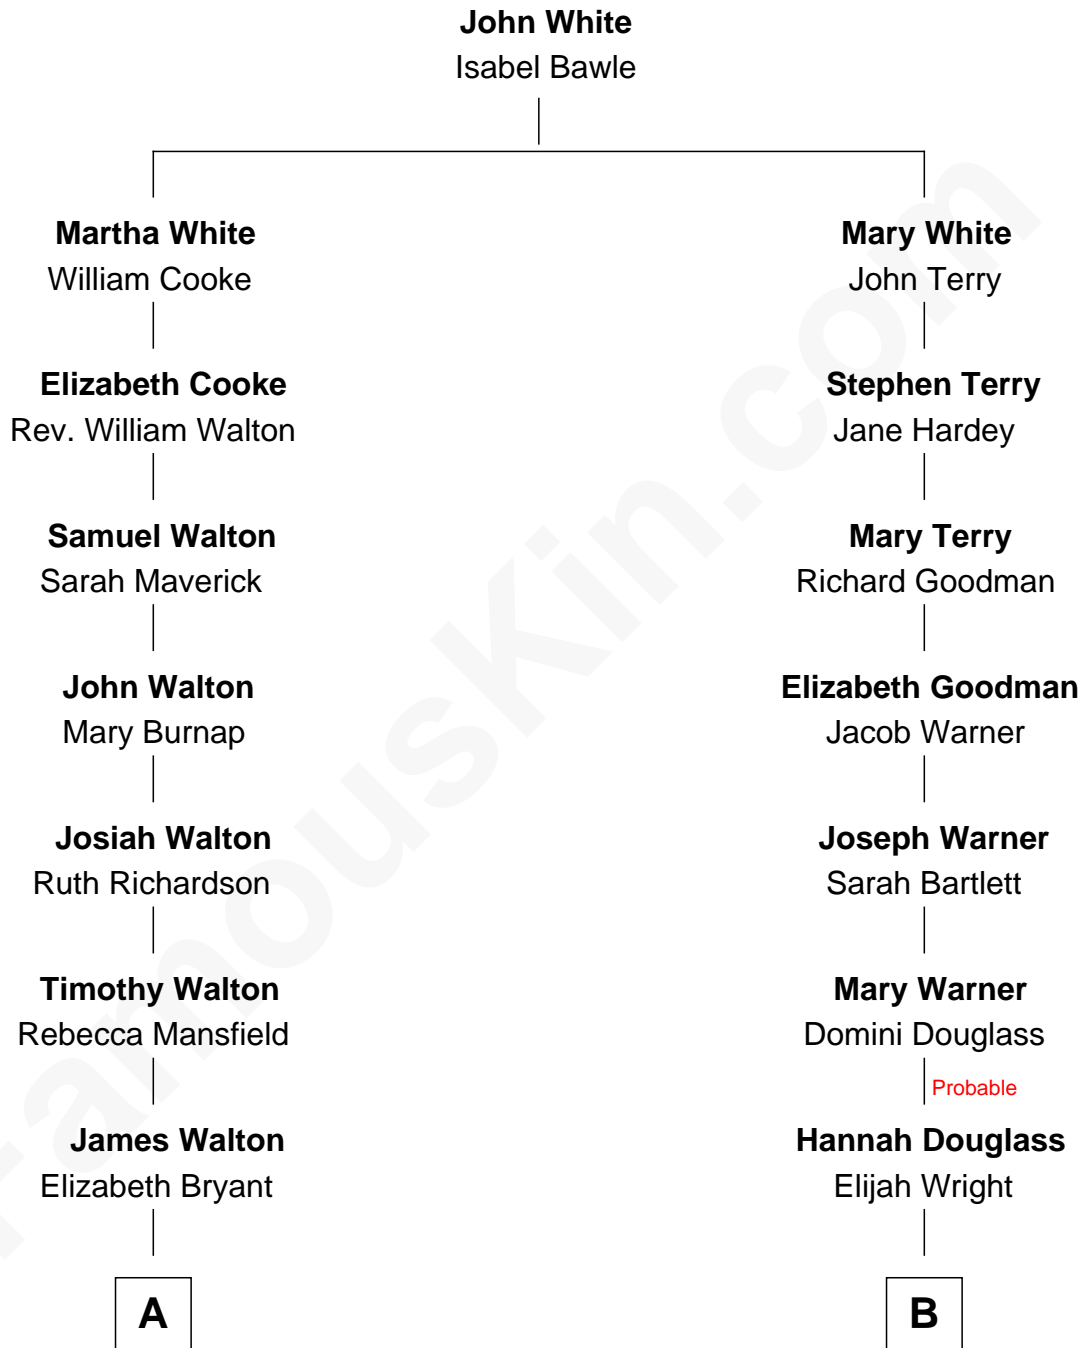 John White
Isabel Bawle
Martha White
William Cooke
Elizabeth Cooke
Rev. William Walton
Samuel Walton
Sarah Maverick
John Walton
Mary Burnap
Josiah Walton
Ruth Richardson
Timothy Walton
Rebecca Mansfield
James Walton
Elizabeth Bryant
A
Mary White
John Terry
Stephen Terry
Jane Hardey
Mary Terry
Richard Goodman
Elizabeth Goodman
Jacob Warner
Joseph Warner
Sarah Bartlett
Mary Warner
Domini Douglass
Probable
Hannah Douglass
Elijah Wright
B
FamousKin.com